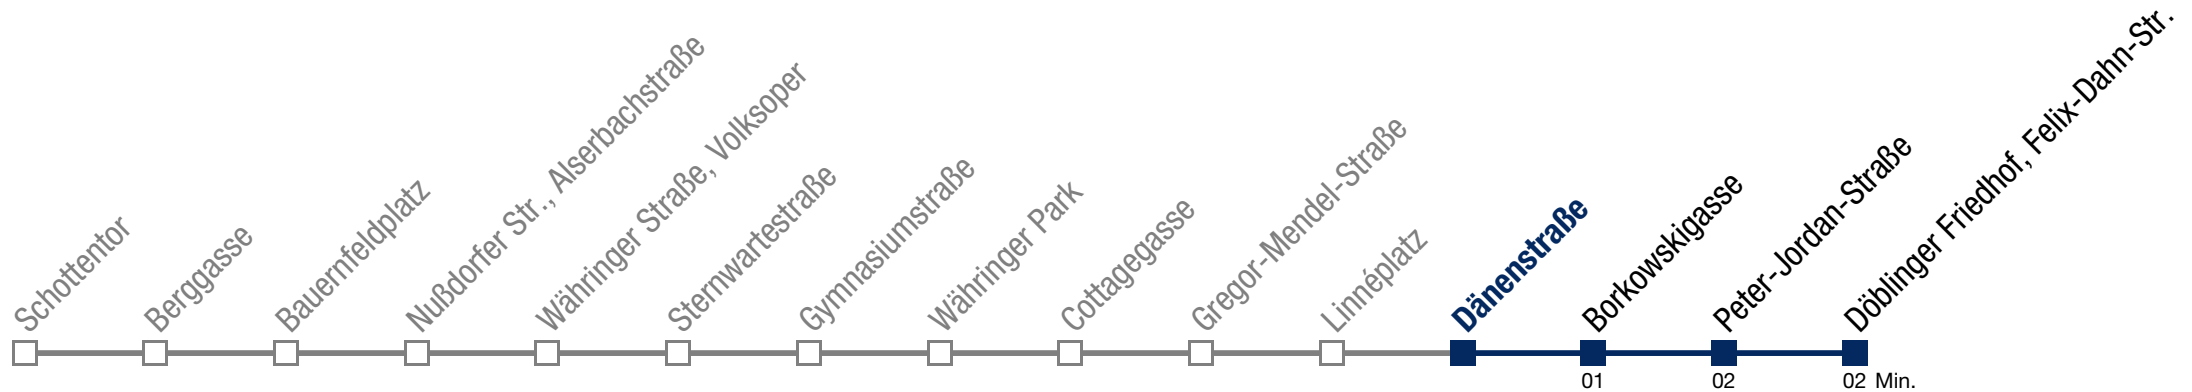 Schottentor
Berggasse
Bauernfeldplatz
Nußdorfer Str., Alserbachstraße
Währinger Straße, Volksoper
Sternwartestraße
Gymnasiumstraße
Währinger Park
Cottagegasse
Gregor-Mendel-Straße
Linnéplatz
Dänenstraße
Borkowskigasse
Peter-Jordan-Straße
Döblinger Friedhof, Felix-Dahn-Str.
01 02 02 Min.